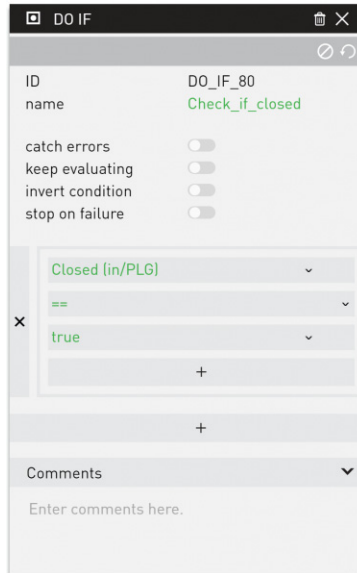 DO IF
ID DO_IF_80
name Check_if_closed
catch errors
keep evaluating
invert condition
stop on failure
Closed (in/PLG)
==
true
+
+
Comments
Enter comments here.